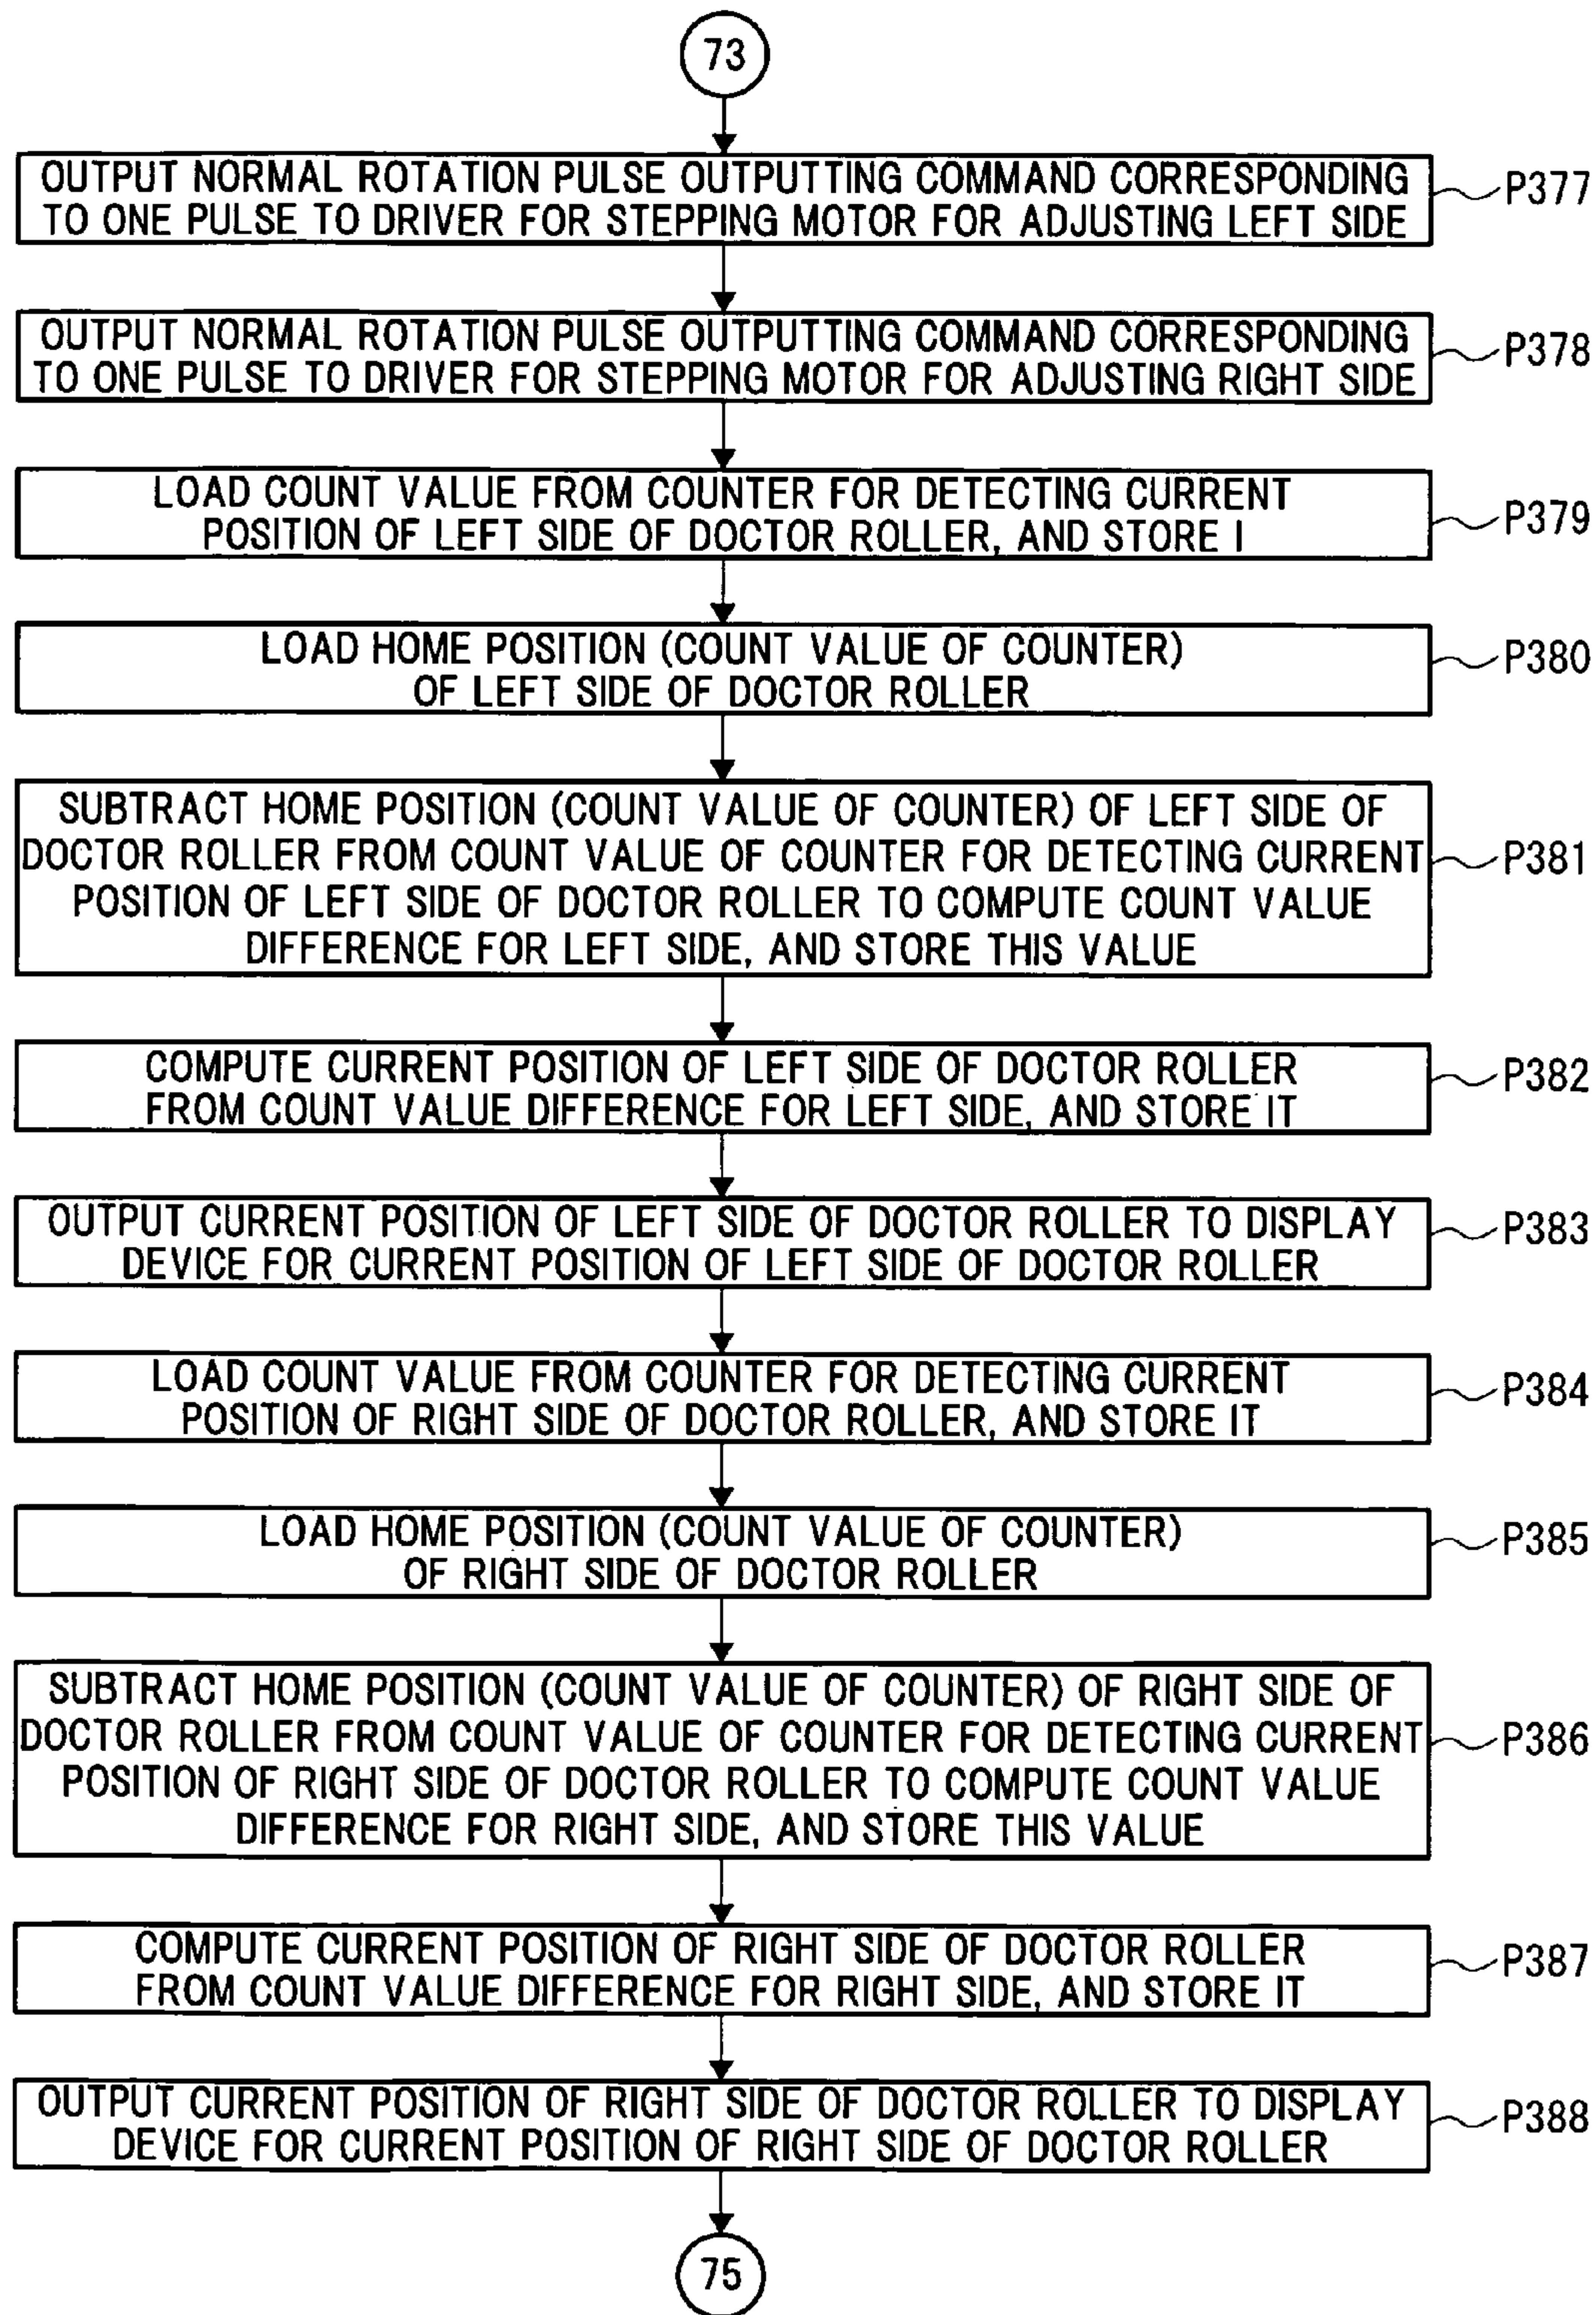 73
OUTPUT NORMAL ROTATION PULSE OUTPUTTING COMMAND CORRESPONDING
TO ONE PULSE TO DRIVER FOR STEPPING MOTOR FOR ADJUSTING LEFT SIDE
P377
OUTPUT NORMAL ROTATION PULSE OUTPUTTING COMMAND CORRESPONDING
TO ONE PULSE TO DRIVER FOR STEPPING MOTOR FOR ADJUSTING RIGHT SIDE
P378
LOAD COUNT VALUE FROM COUNTER FOR DETECTING CURRENT
POSITION OF LEFT SIDE OF DOCTOR ROLLER, AND STORE I
P379
LOAD HOME POSITION (COUNT VALUE OF COUNTER)
OF LEFT SIDE OF DOCTOR ROLLER
P380
SUBTRACT HOME POSITION (COUNT VALUE OF COUNTER) OF LEFT SIDE OF
DOCTOR ROLLER FROM COUNT VALUE OF COUNTER FOR DETECTING CURRENT
POSITION OF LEFT SIDE OF DOCTOR ROLLER TO COMPUTE COUNT VALUE
DIFFERENCE FOR LEFT SIDE, AND STORE THIS VALUE
P381
COMPUTE CURRENT POSITION OF LEFT SIDE OF DOCTOR ROLLER
FROM COUNT VALUE DIFFERENCE FOR LEFT SIDE, AND STORE IT
P382
OUTPUT CURRENT POSITION OF LEFT SIDE OF DOCTOR ROLLER TO DISPLAY
DEVICE FOR CURRENT POSITION OF LEFT SIDE OF DOCTOR ROLLER
P383
LOAD COUNT VALUE FROM COUNTER FOR DETECTING CURRENT
POSITION OF RIGHT SIDE OF DOCTOR ROLLER, AND STORE IT
P384
LOAD HOME POSITION (COUNT VALUE OF COUNTER)
OF RIGHT SIDE OF DOCTOR ROLLER
P385
SUBTRACT HOME POSITION (COUNT VALUE OF COUNTER) OF RIGHT SIDE OF
DOCTOR ROLLER FROM COUNT VALUE OF COUNTER FOR DETECTING CURRENT
POSITION OF RIGHT SIDE OF DOCTOR ROLLER TO COMPUTE COUNT VALUE
DIFFERENCE FOR RIGHT SIDE, AND STORE THIS VALUE
P386
COMPUTE CURRENT POSITION OF RIGHT SIDE OF DOCTOR ROLLER
FROM COUNT VALUE DIFFERENCE FOR RIGHT SIDE, AND STORE IT
P387
OUTPUT CURRENT POSITION OF RIGHT SIDE OF DOCTOR ROLLER TO DISPLAY
DEVICE FOR CURRENT POSITION OF RIGHT SIDE OF DOCTOR ROLLER
P388
75